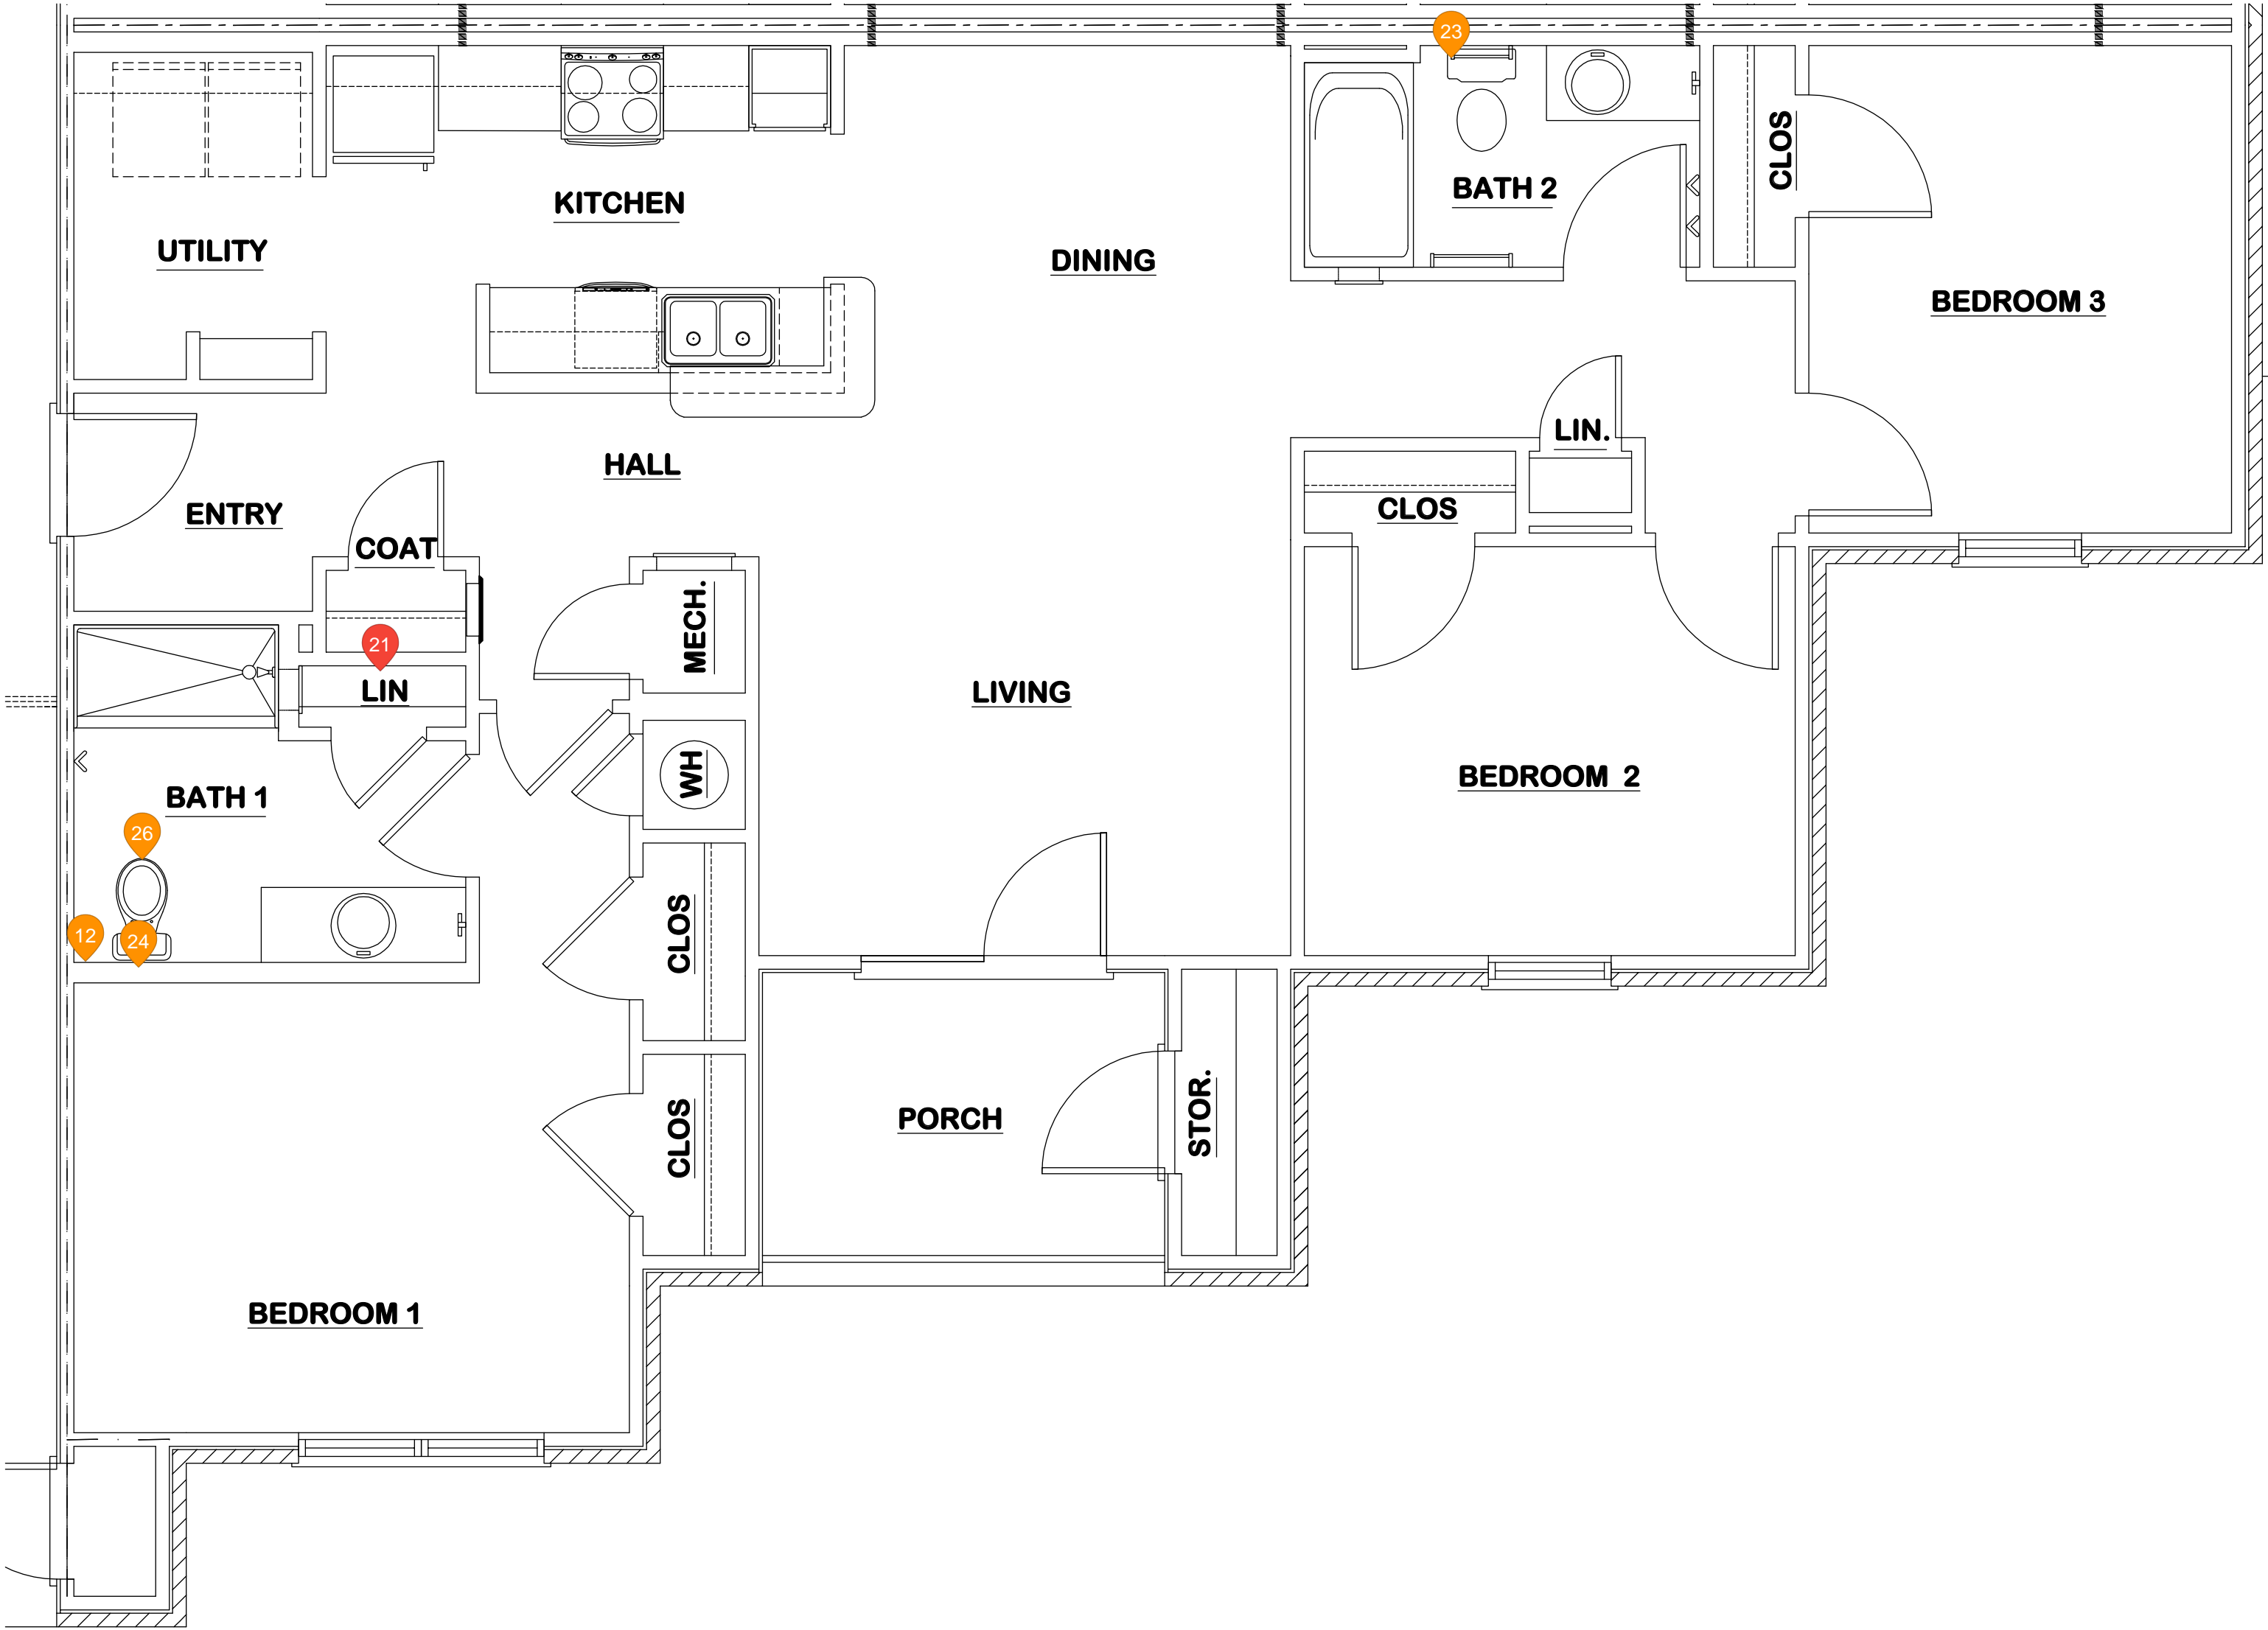 23
KITCHEN
UTILITY
DINING
BATH 2
CLOS
BEDROOM 3
HALL
ENTRY
COAT
LIN.
CLOS
21
LIN
MECH.
LIVING
WH
BEDROOM 2
BATH 1
26
12
24
CLOS
CLOS
PORCH
STOR.
BEDROOM 1